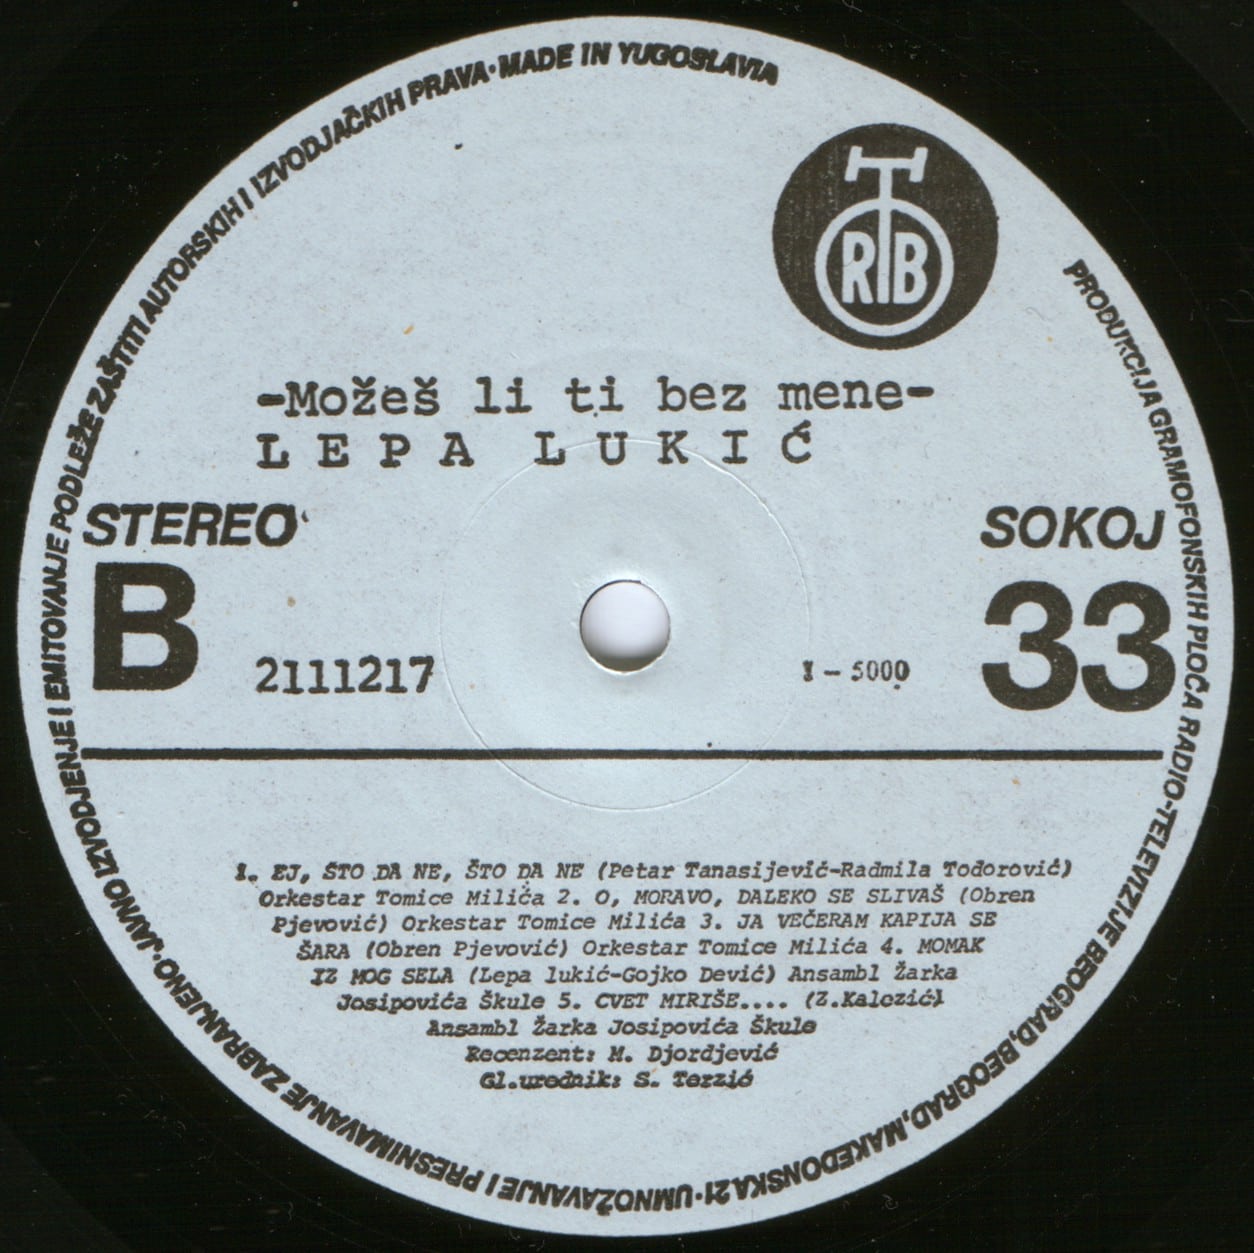 PRODUKCIJA GRAMOFONSKIH PLOČA RADIO-TELEVIZIJE BEOGRAD, BEOGRAD, MAKEDONSKA 21 · UMNOŽAVANJE I PRESNIMAVANJE ZABRANJENO · JAVNO IZVODJENJE I EMITOVANJE PODLEŽE ZAŠTITI AUTORSKIH I IZVODJAČKIH PRAVA · MADE IN YUGOSLAVIA
RTB
-Možeš li ti bez mene-
LEPA LUKIĆ
STEREO
SOKOJ
B
33
2111217
I - 5000
1. EJ, ŠTO DA NE, ŠTO DA NE (Petar Tanasijević-Radmila Todorović)
Orkestar Tomice Milića 2. O, MORAVO, DALEKO SE SLIVAŠ (Obren
Pjevović) Orkestar Tomice Milića 3. JA VEČERAM KAPIJA SE
ŠARA (Obren Pjevović) Orkestar Tomice Milića 4. MOMAK
IZ MOG SELA (Lepa lukić-Gojko Dević) Ansambl Žarka
Josipovića Škule 5. CVET MIRIŠE.... (Z.Kalezić)
Ansambl Žarka Josipovića Škule
Recenzent: M. Djordjević
Gl.urednik: S. Terzić